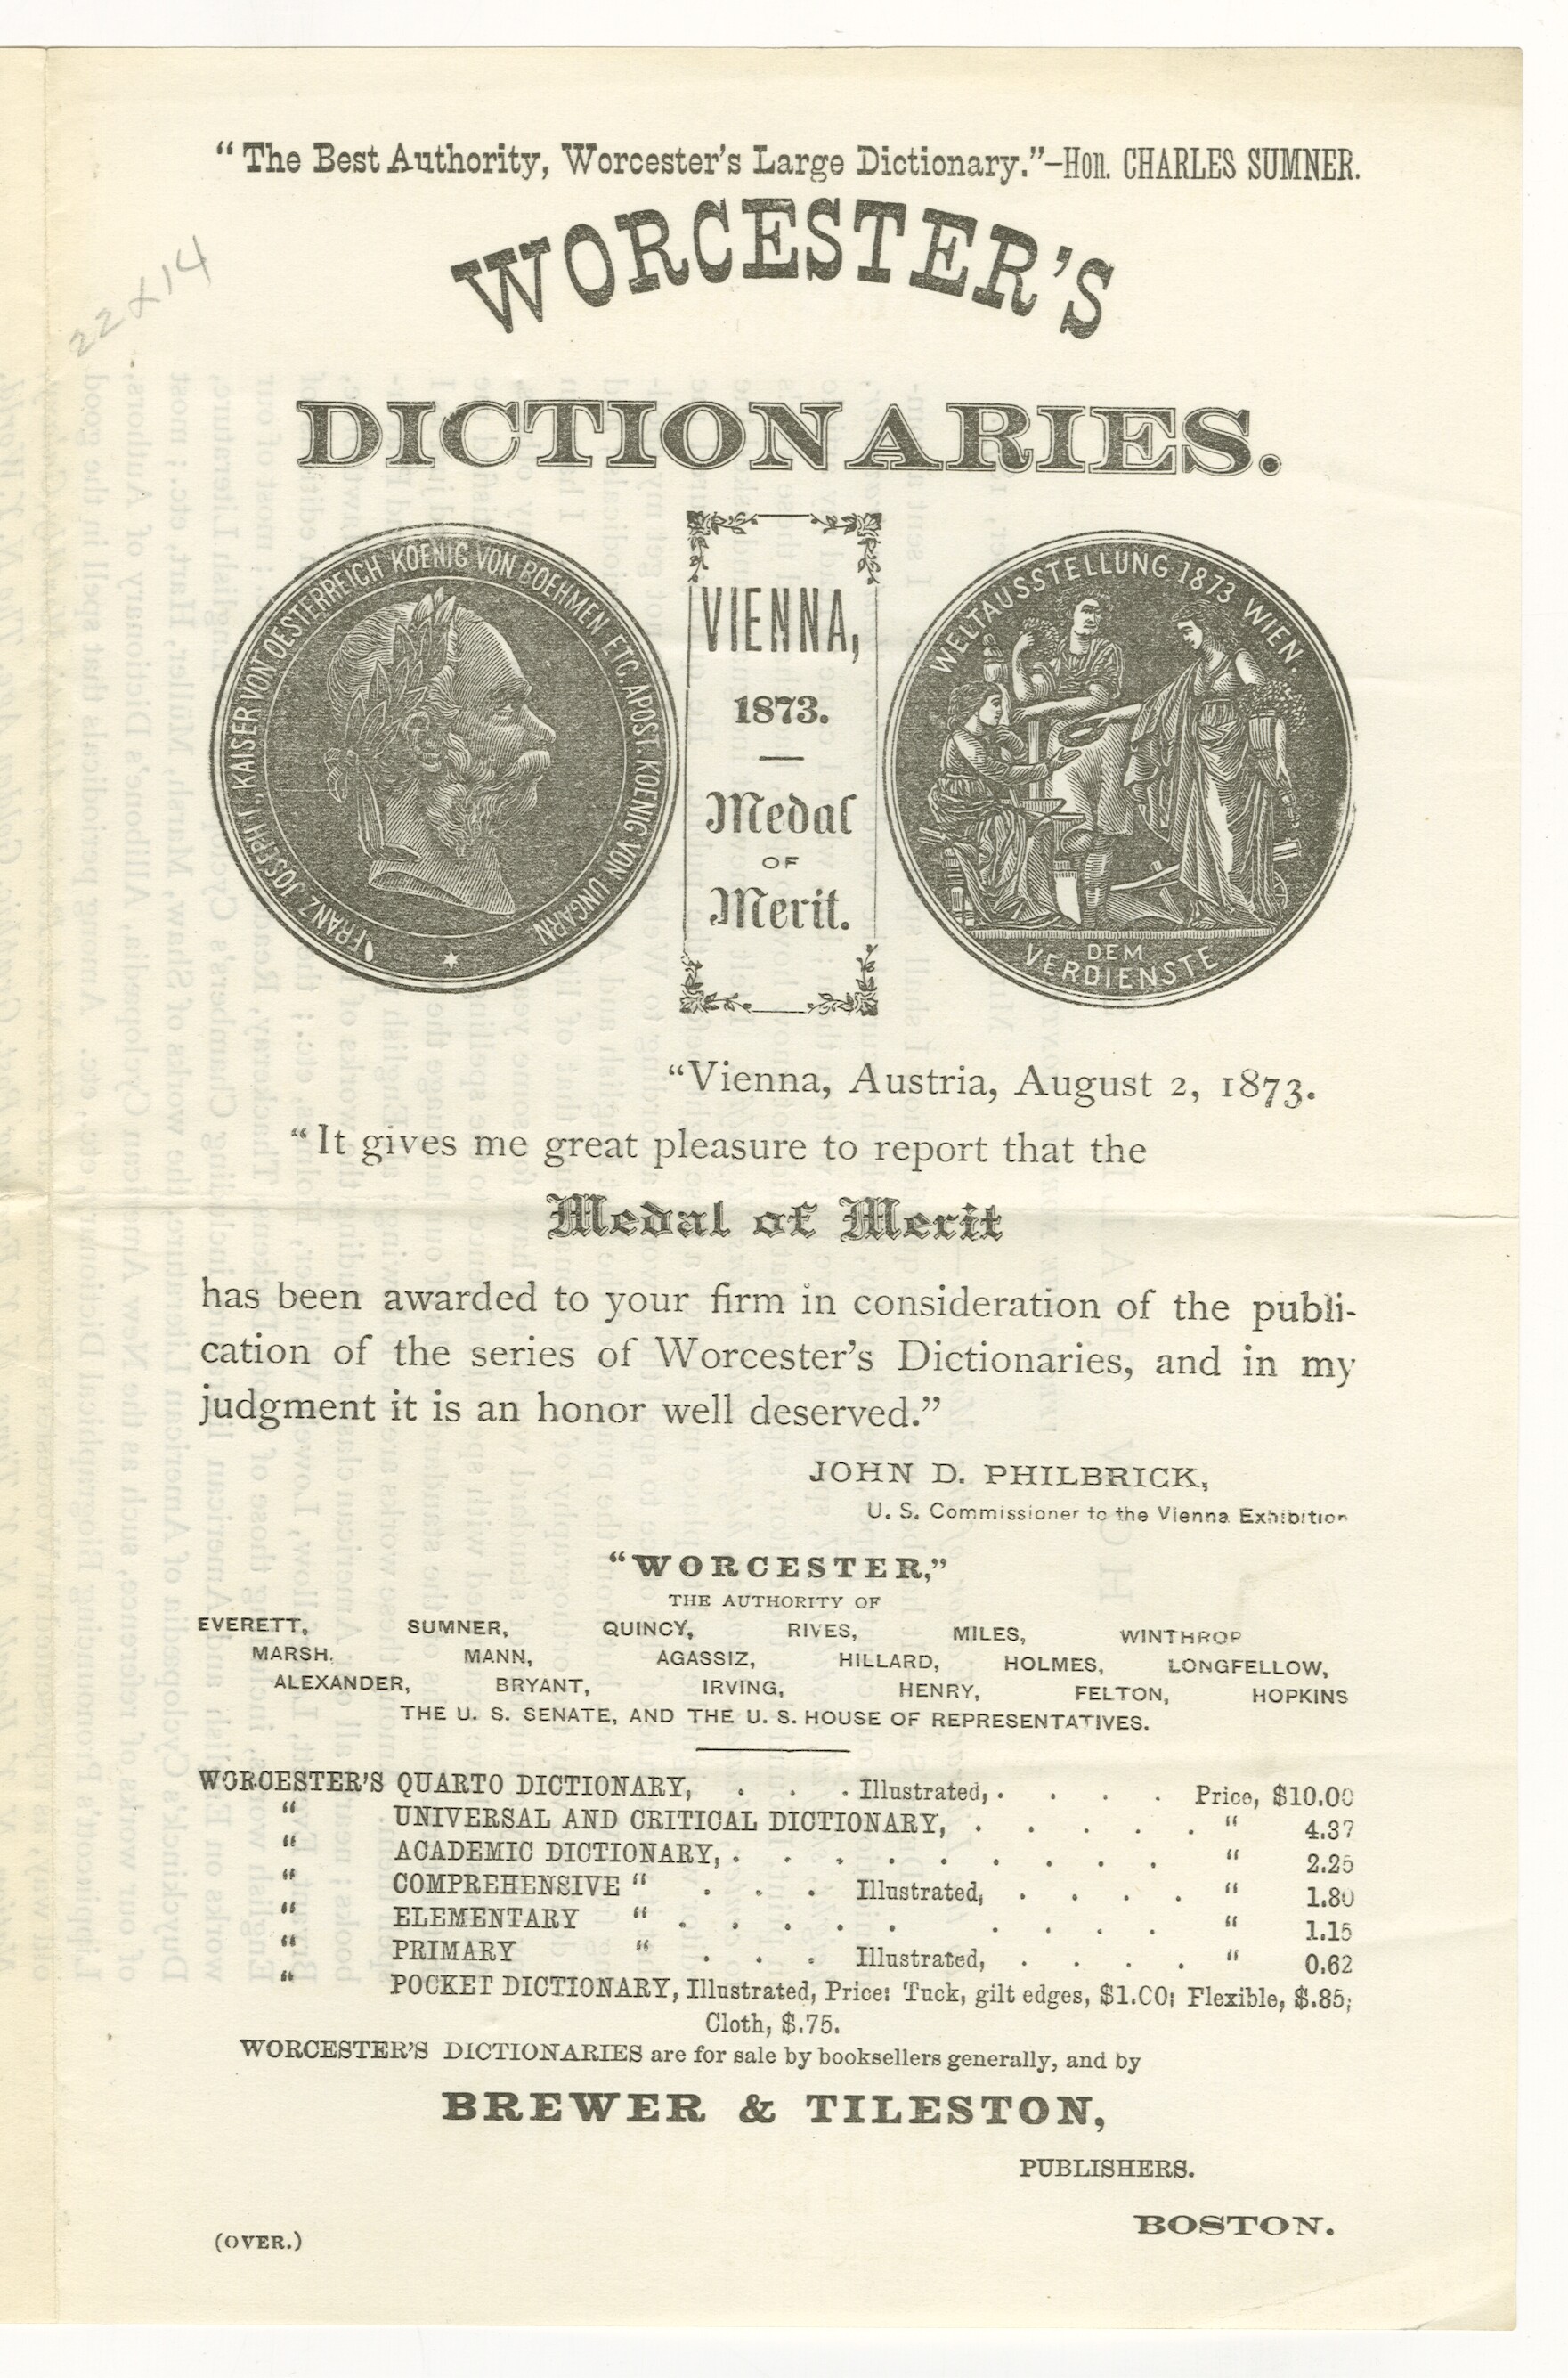 “The Best Authority, Worcester’s Large Dictionary.”—Hon. CHARLES SUMNER.
22 x 14
WORCESTER’S
DICTIONARIES.
FRANZ JOSEPH I, KAISER VON OESTERREICH KOENIG VON BOEHMEN, ETC. APOST. KOENIG VON UNGARN
VIENNA,
1873.
Medal
OF
Merit.
WELTAUSSTELLUNG 1873 WIEN.
DEM
VERDIENSTE
“Vienna, Austria, August 2, 1873.
“It gives me great pleasure to report that the
Medal of Merit
has been awarded to your firm in consideration of the publi-
cation of the series of Worcester’s Dictionaries, and in my
judgment it is an honor well deserved.”
JOHN D. PHILBRICK,
U. S. Commissioner to the Vienna Exhibition
“WORCESTER,”
THE AUTHORITY OF
EVERETT, SUMNER, QUINCY, RIVES, MILES, WINTHROP
MARSH. MANN, AGASSIZ, HILLARD, HOLMES, LONGFELLOW,
ALEXANDER, BRYANT, IRVING, HENRY, FELTON, HOPKINS
THE U. S. SENATE, AND THE U. S. HOUSE OF REPRESENTATIVES.
WORCESTER’S QUARTO DICTIONARY, . . . Illustrated, . . . . Price, $10.00
“ UNIVERSAL AND CRITICAL DICTIONARY, . . . . . “ 4.37
“ ACADEMIC DICTIONARY, . . . . . . . . . “ 2.25
“ COMPREHENSIVE “ . . . Illustrated, . . . . “ 1.80
“ ELEMENTARY “ . . . . . . . . . “ 1.15
“ PRIMARY “ . . . Illustrated, . . . . “ 0.62
“ POCKET DICTIONARY, Illustrated, Price: Tuck, gilt edges, $1.00; Flexible, $.85;
Cloth, $.75.
WORCESTER’S DICTIONARIES are for sale by booksellers generally, and by
BREWER & TILESTON,
PUBLISHERS.
BOSTON.
(OVER.)